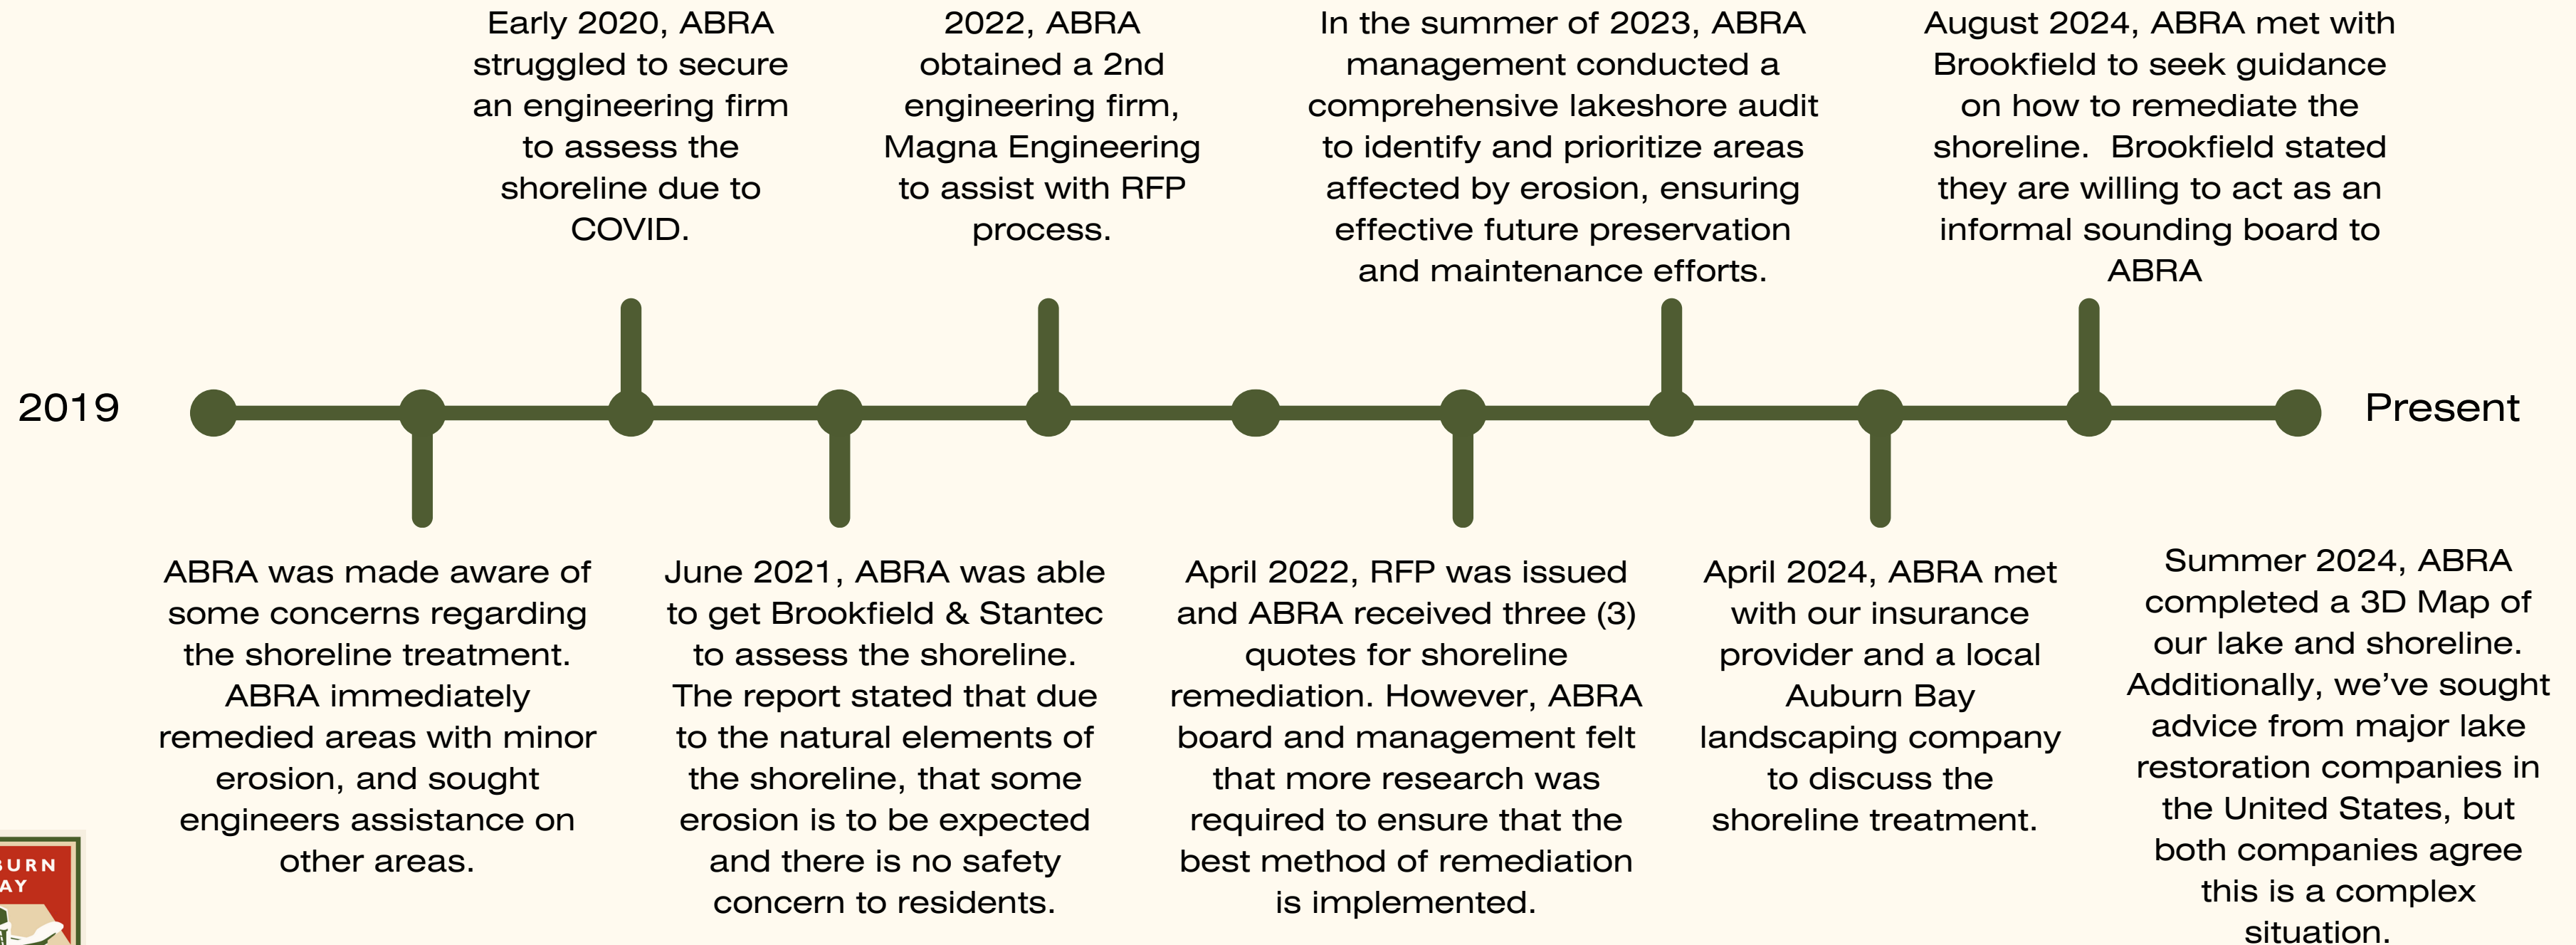 Early 2020, ABRA
struggled to secure
an engineering firm
to assess the
shoreline due to
COVID.
2022, ABRA
obtained a 2nd
engineering firm,
Magna Engineering
to assist with RFP
process.
In the summer of 2023, ABRA
management conducted a
comprehensive lakeshore audit
to identify and prioritize areas
affected by erosion, ensuring
effective future preservation
and maintenance efforts.
August 2024, ABRA met with
Brookfield to seek guidance
on how to remediate the
shoreline.  Brookfield stated
they are willing to act as an
informal sounding board to
ABRA
2019
Present
ABRA was made aware of
some concerns regarding
the shoreline treatment.
ABRA immediately
remedied areas with minor
erosion, and sought
engineers assistance on
other areas.
June 2021, ABRA was able
to get Brookfield & Stantec
to assess the shoreline.
The report stated that due
to the natural elements of
the shoreline, that some
erosion is to be expected
and there is no safety
concern to residents.
April 2022, RFP was issued
and ABRA received three (3)
quotes for shoreline
remediation. However, ABRA
board and management felt
that more research was
required to ensure that the
best method of remediation
is implemented.
April 2024, ABRA met
with our insurance
provider and a local
Auburn Bay
landscaping company
to discuss the
shoreline treatment.
Summer 2024, ABRA
completed a 3D Map of
our lake and shoreline.
Additionally, we’ve sought
advice from major lake
restoration companies in
the United States, but
both companies agree
this is a complex
situation.
BURN
AY